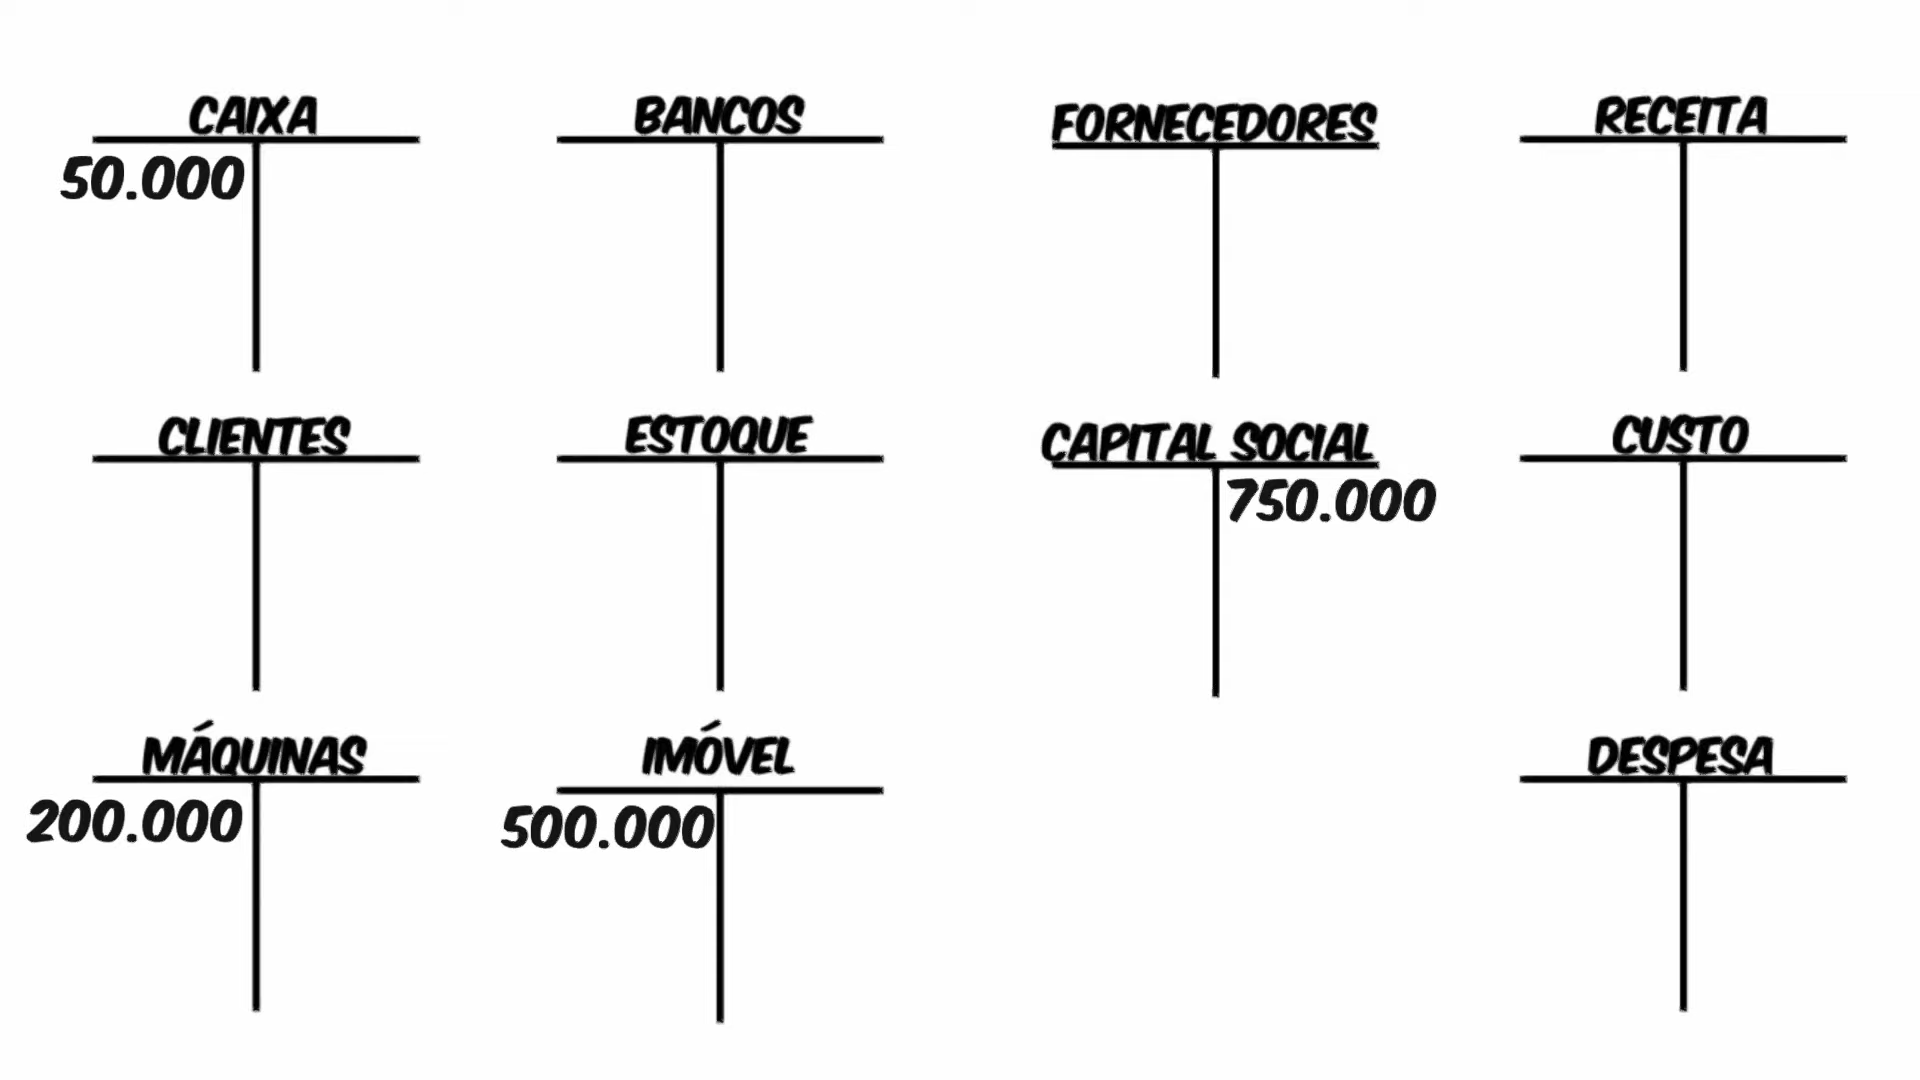 CAIXA
50.000
BANCOS
FORNECEDORES
RECEITA
CLIENTES
ESTOQUE
CAPITAL SOCIAL
750.000
CUSTO
MÁQUINAS
200.000
IMÓVEL
500.000
DESPESA